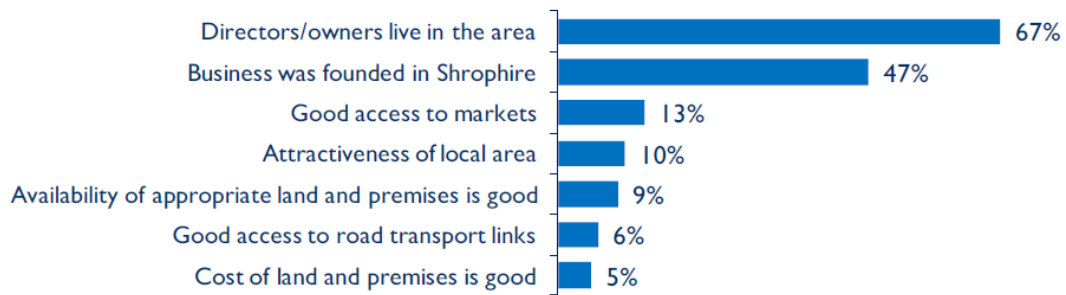 Directors/owners live in the area 67%
Business was founded in Shrophire 47%
Good access to markets 13%
Attractiveness of local area 10%
Availability of appropriate land and premises is good 9%
Good access to road transport links 6%
Cost of land and premises is good 5%